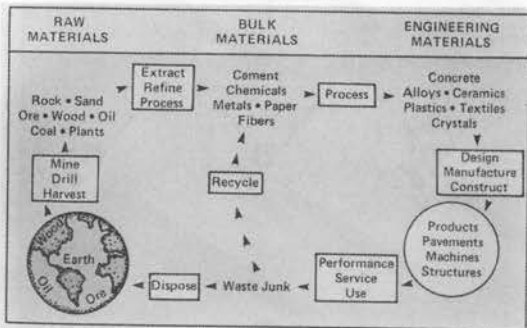 RAW
MATERIALS
BULK
MATERIALS
ENGINEERING
MATERIALS
Rock • Sand
Ore • Wood • Oil
Coal • Plants
Extract
Refine
Process
Cement
Chemicals
Metals • Paper
Fibers
Process
Concrete
Alloys • Ceramics
Plastics • Textiles
Crystals
Mine
Drill
Harvest
Recycle
Design
Manufacture
Construct
Wood
Earth
Oil
Ore
Dispose
Waste Junk
Performance
Service
Use
Products
Pavements
Machines
Structures